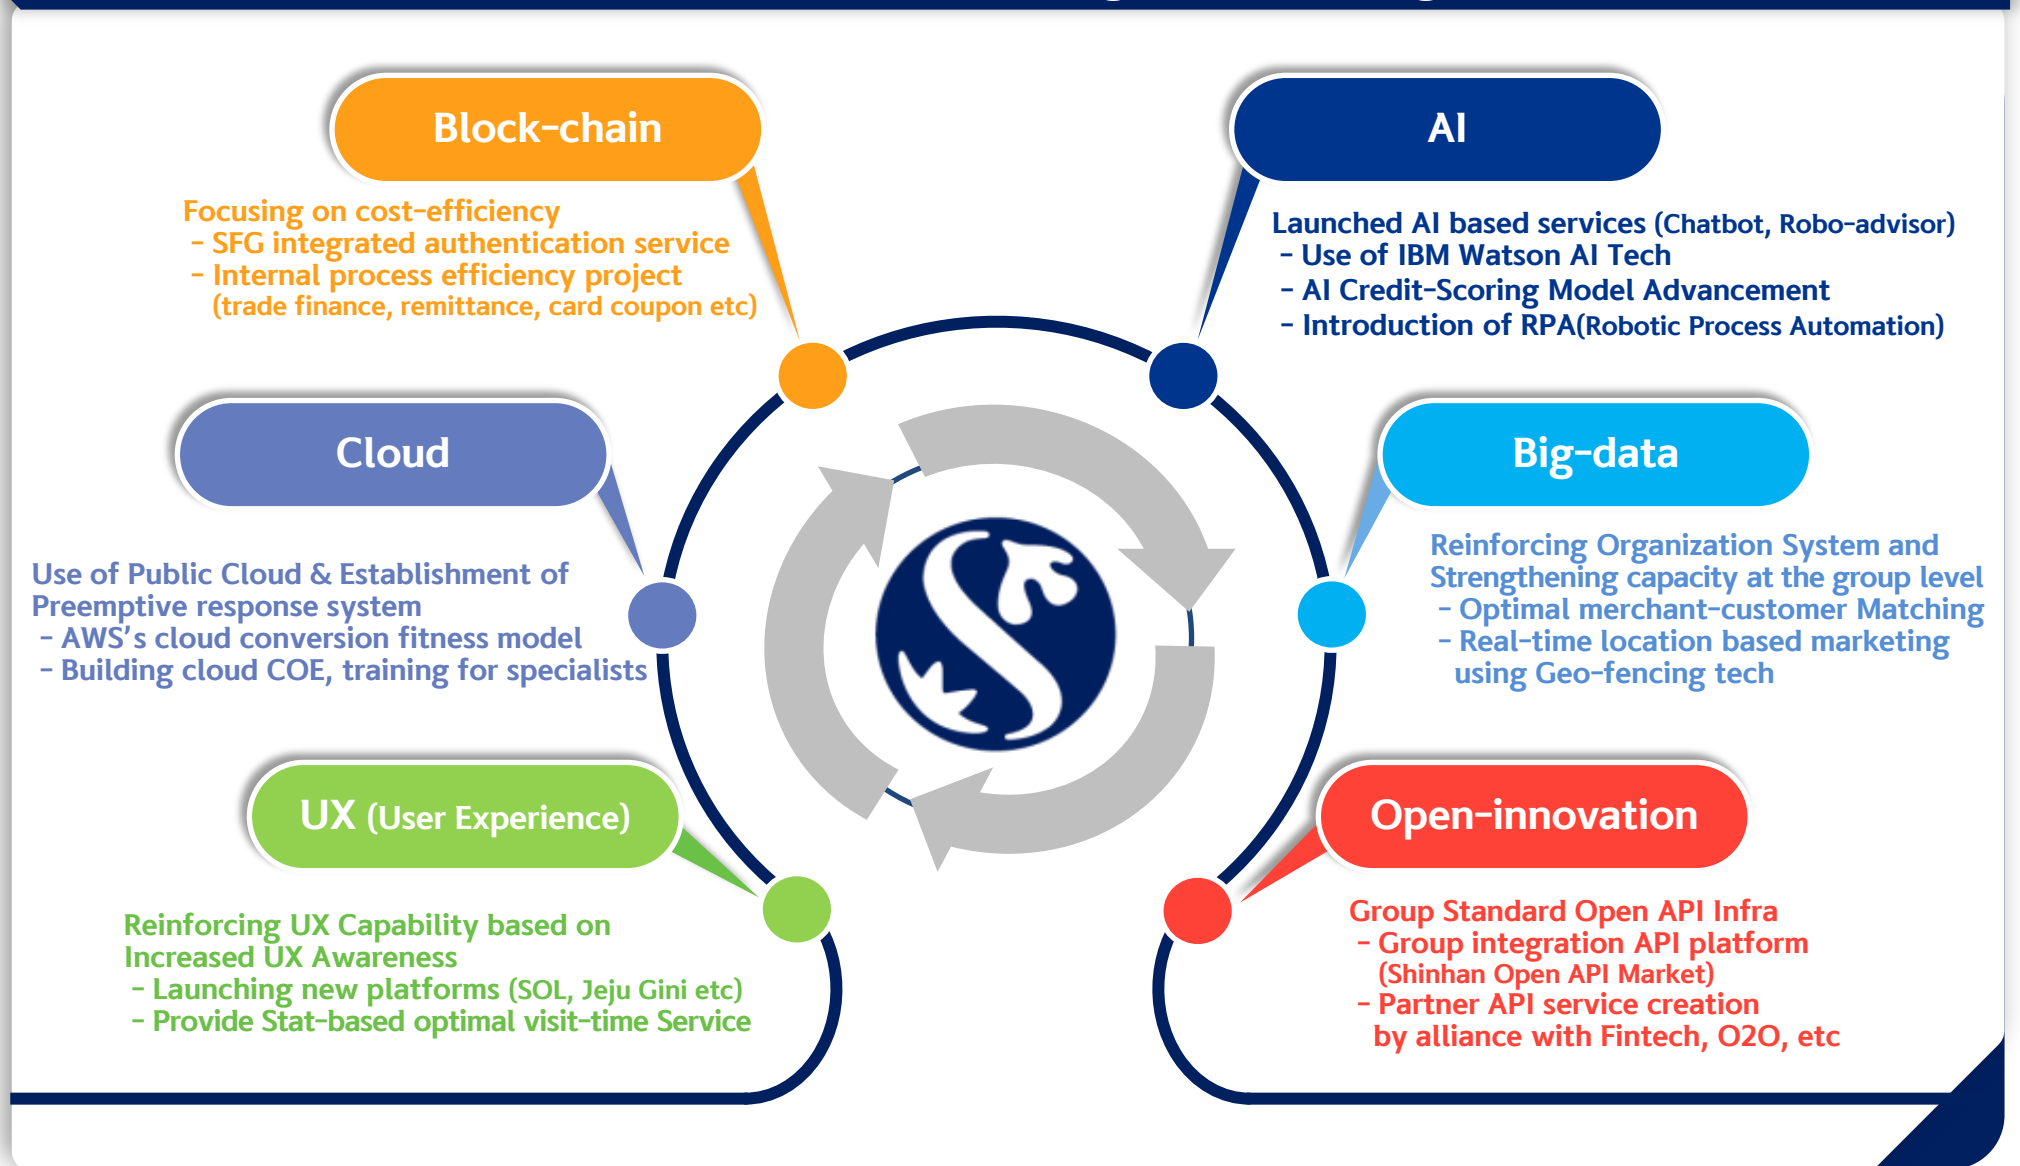 Block-chain
Focusing on cost-efficiency
- SFG integrated authentication service
- Internal process efficiency project
(trade finance, remittance, card coupon etc)
AI
Launched AI based services (Chatbot, Robo-advisor)
- Use of IBM Watson AI Tech
- AI Credit-Scoring Model Advancement
- Introduction of RPA(Robotic Process Automation)
Cloud
Use of Public Cloud & Establishment of
Preemptive response system
- AWS's cloud conversion fitness model
- Building cloud COE, training for specialists
Big-data
Reinforcing Organization System and
Strengthening capacity at the group level
- Optimal merchant-customer Matching
- Real-time location based marketing
using Geo-fencing tech
UX (User Experience)
Reinforcing UX Capability based on
Increased UX Awareness
- Launching new platforms (SOL, Jeju Gini etc)
- Provide Stat-based optimal visit-time Service
Open-innovation
Group Standard Open API Infra
- Group integration API platform
(Shinhan Open API Market)
- Partner API service creation
by alliance with Fintech, O2O, etc